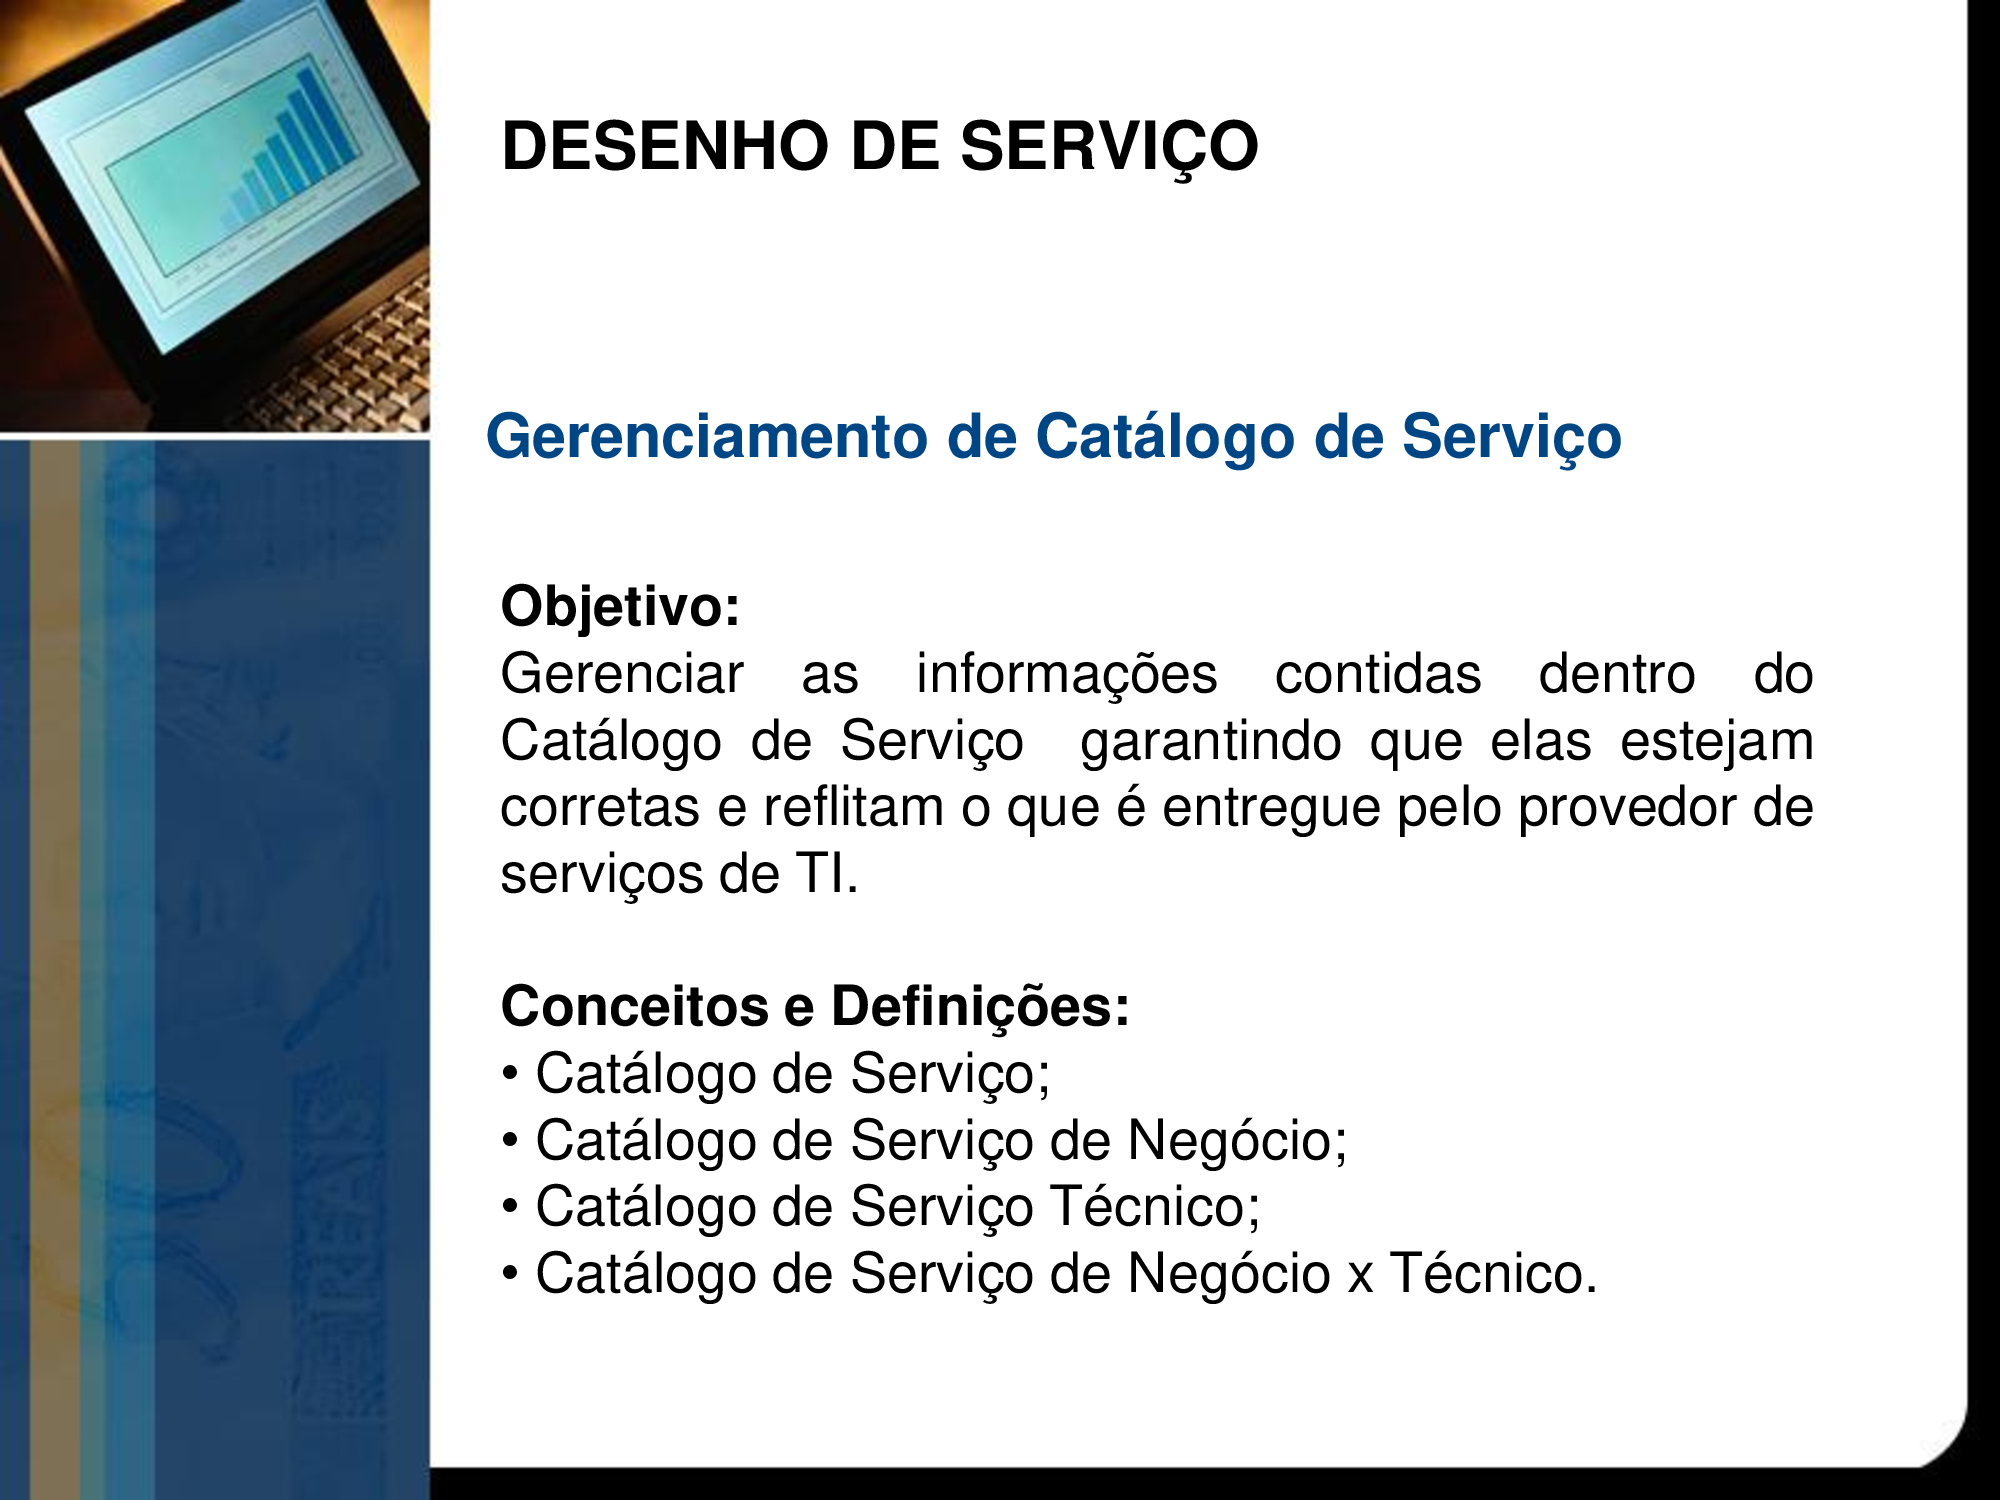 DESENHO DE SERVIÇO
Gerenciamento de Catálogo de Serviço
Objetivo:
Gerenciar as informações contidas dentro do
Catálogo de Serviço garantindo que elas estejam
corretas e reflitam o que é entregue pelo provedor de
serviços de TI.
Conceitos e Definições:
• Catálogo de Serviço;
• Catálogo de Serviço de Negócio;
• Catálogo de Serviço Técnico;
• Catálogo de Serviço de Negócio x Técnico.
REAIS